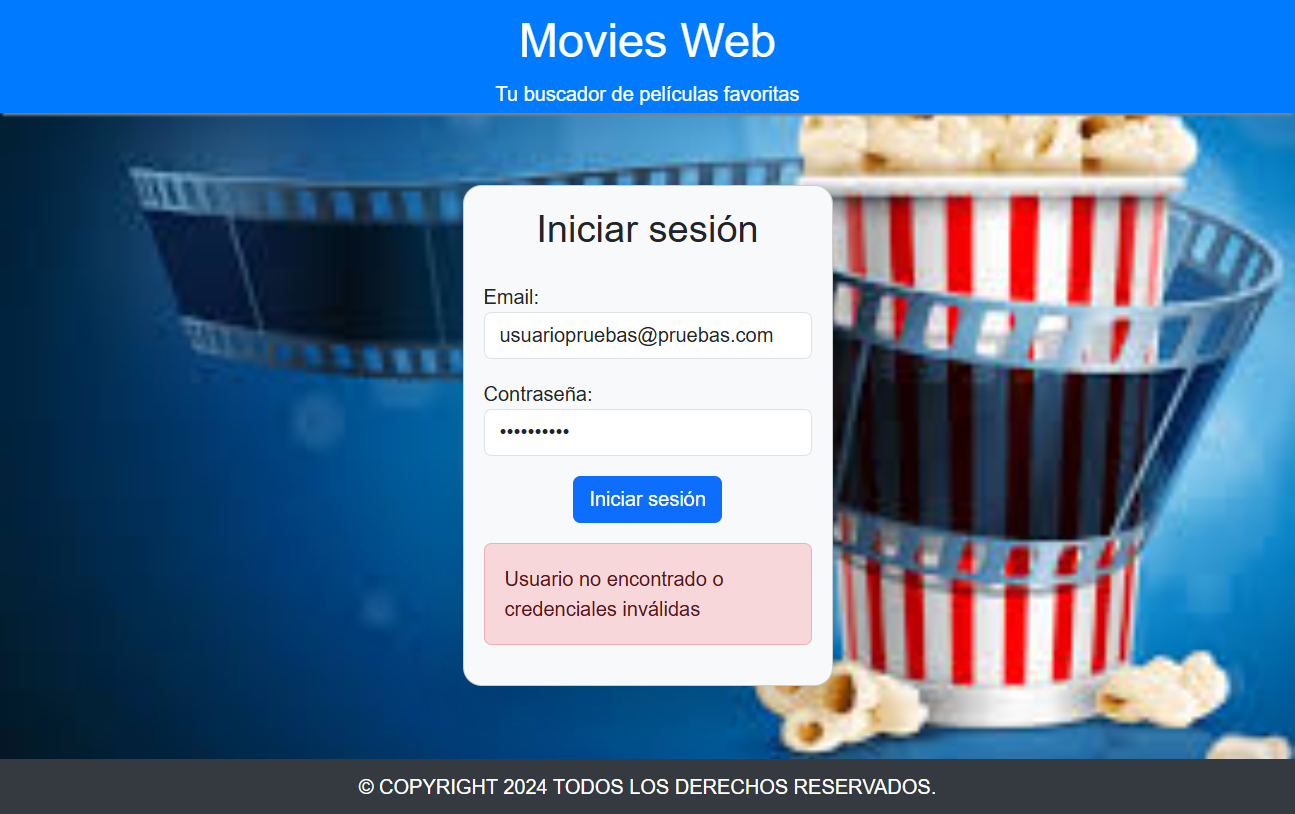 Movies Web
Tu buscador de películas favoritas
Iniciar sesión
Email:
usuariopruebas@pruebas.com
Contraseña:
••••••••••
Iniciar sesión
Usuario no encontrado o
credenciales inválidas
© COPYRIGHT 2024 TODOS LOS DERECHOS RESERVADOS.